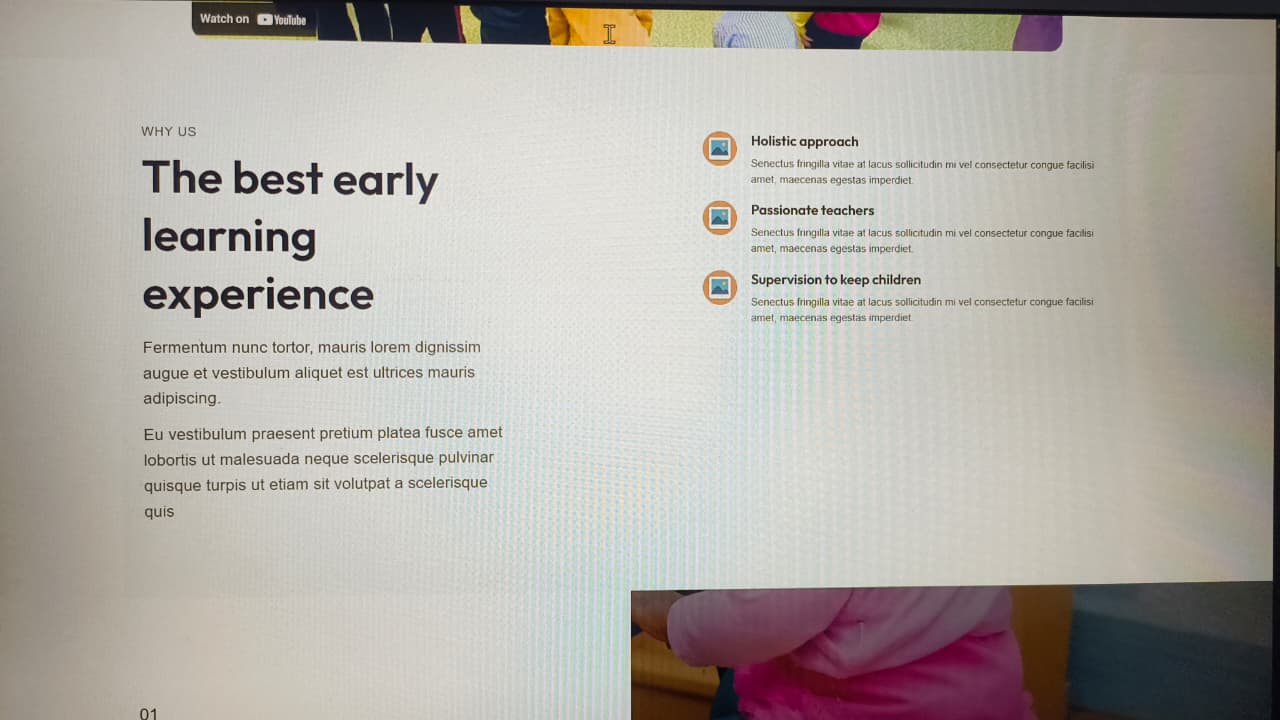 Watch on YouTube
WHY US
The best early
learning
experience
Fermentum nunc tortor, mauris lorem dignissim
augue et vestibulum aliquet est ultrices mauris
adipiscing.
Eu vestibulum praesent pretium platea fusce amet
lobortis ut malesuada neque scelerisque pulvinar
quisque turpis ut etiam sit volutpat a scelerisque
quis
Holistic approach
Senectus fringilla vitae at lacus sollicitudin mi vel consectetur congue facilisi
amet, maecenas egestas imperdiet.
Passionate teachers
Senectus fringilla vitae at lacus sollicitudin mi vel consectetur congue facilisi
amet, maecenas egestas imperdiet.
Supervision to keep children
Senectus fringilla vitae at lacus sollicitudin mi vel consectetur congue facilisi
amet, maecenas egestas imperdiet.
01